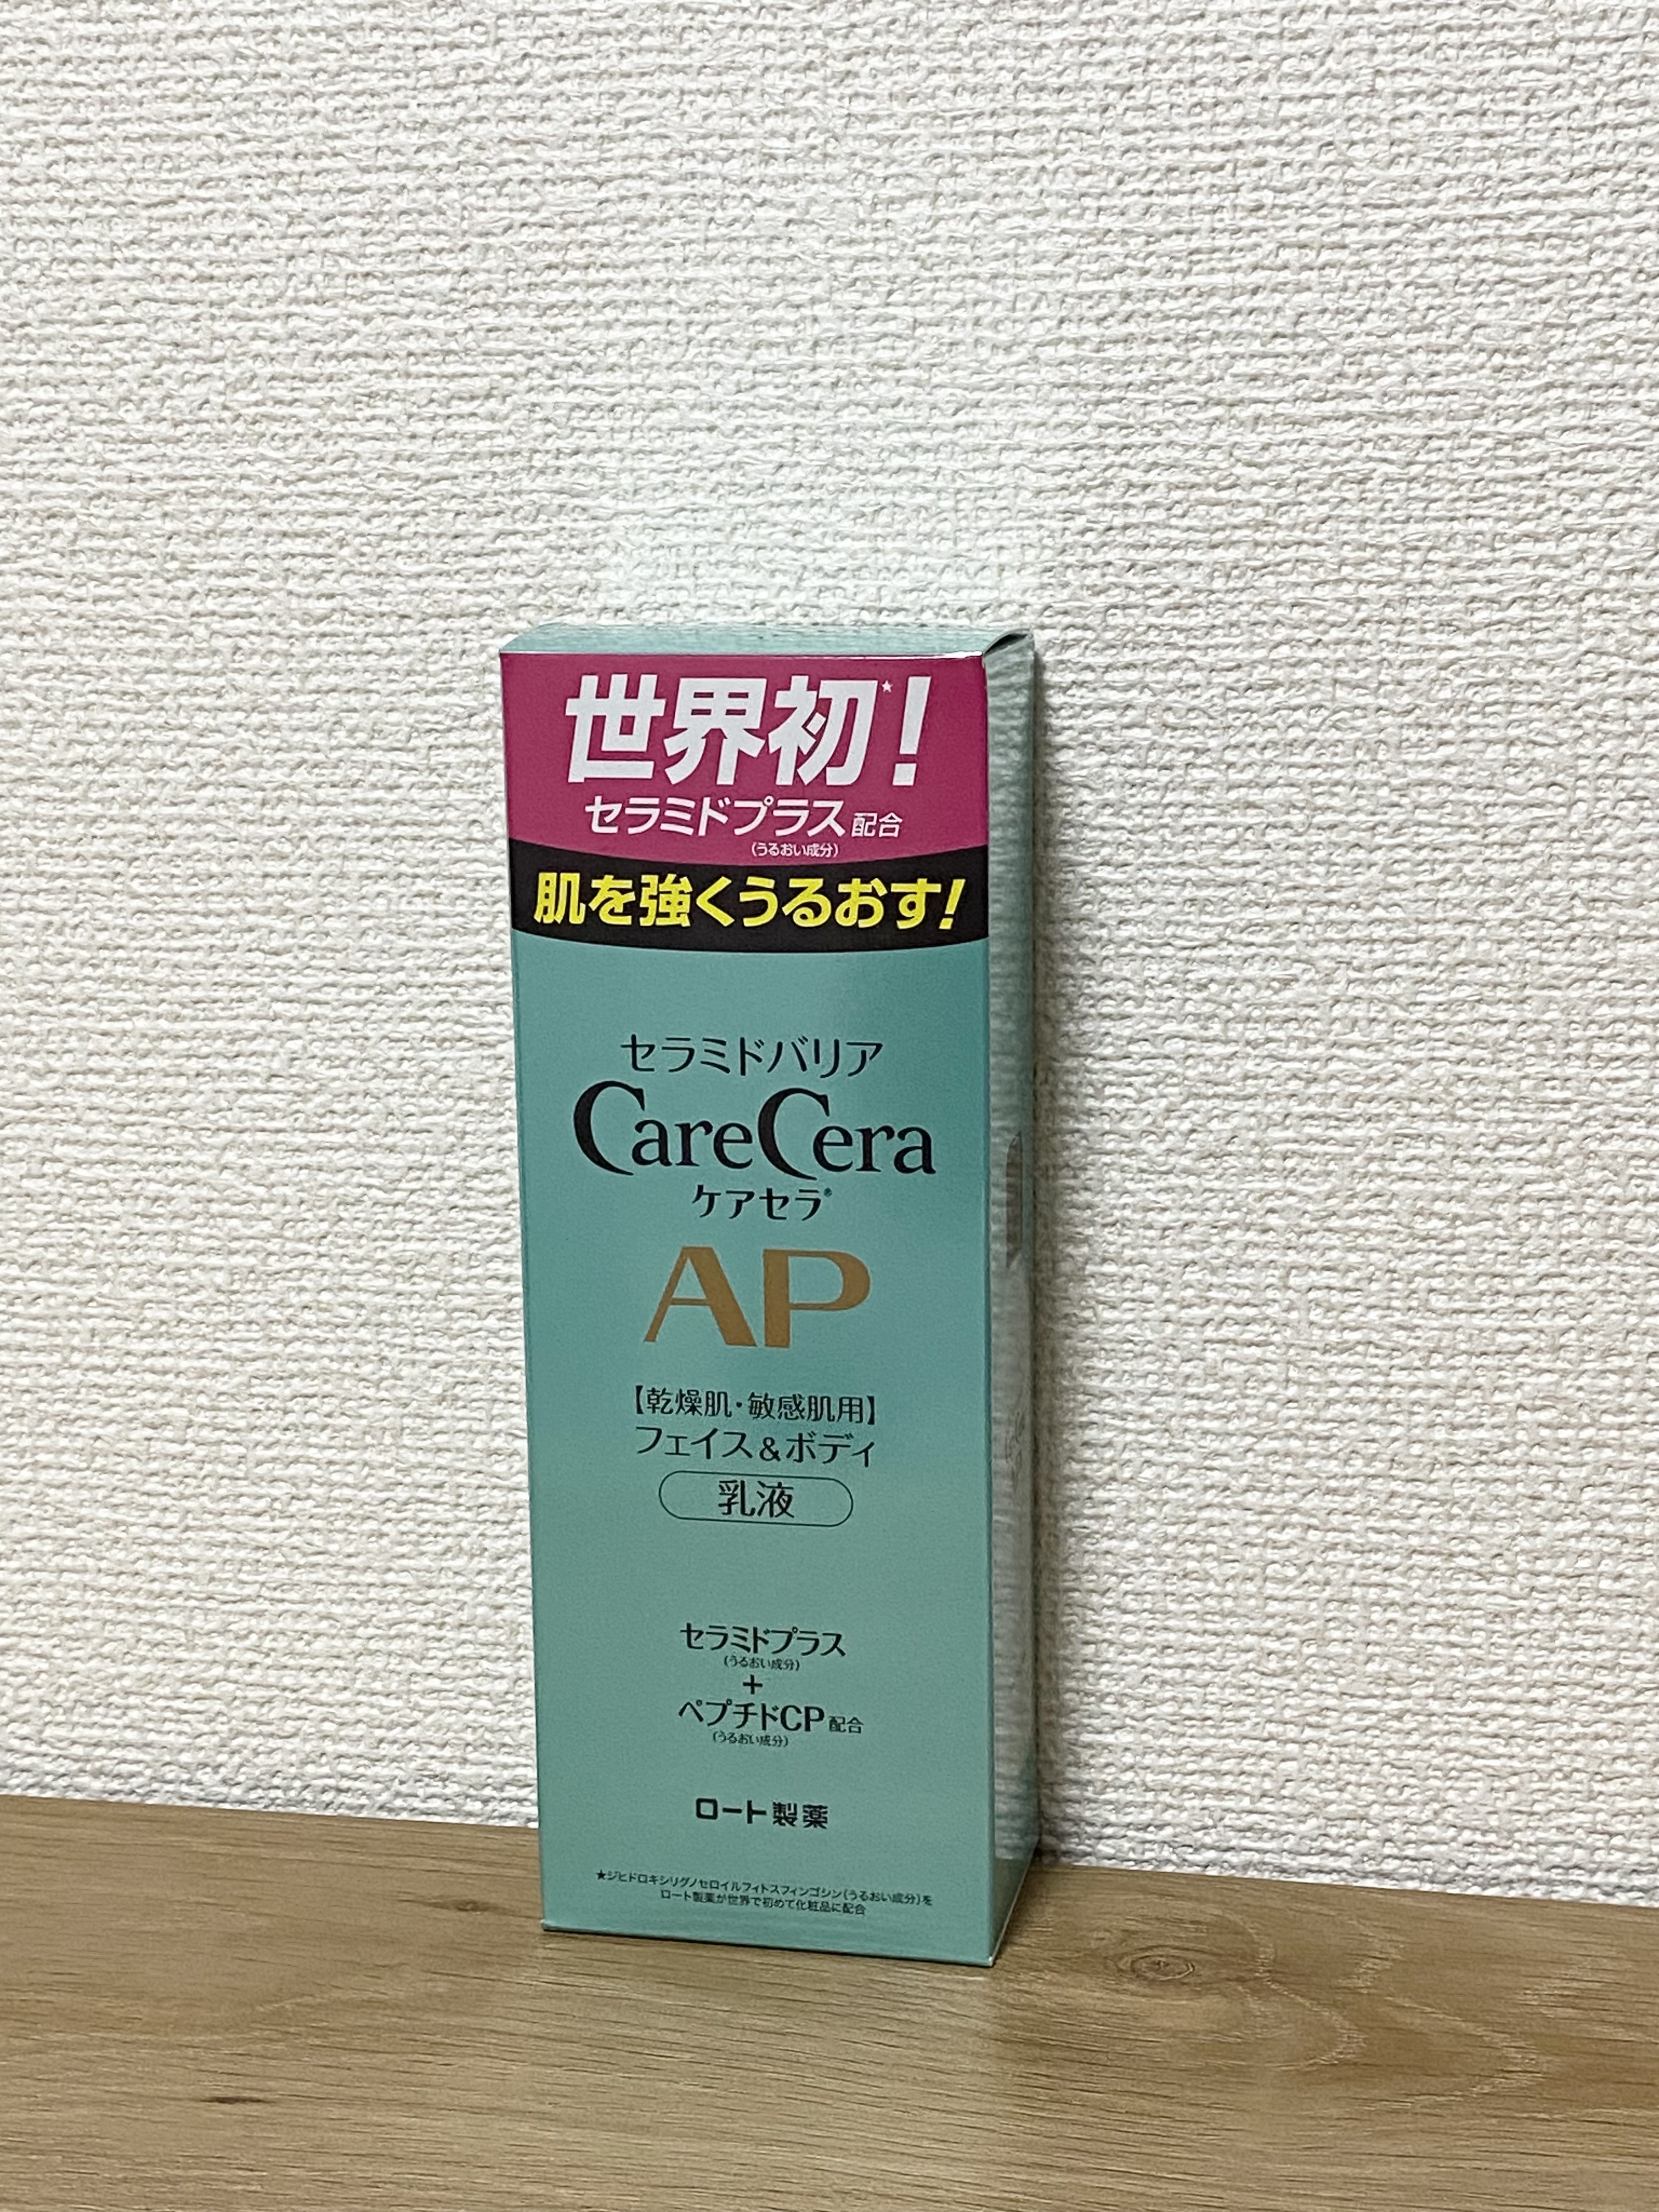 世界初★!
セラミドプラス配合
(うるおい成分)
肌を強くうるおす!
セラミドバリア
CareCera
ケアセラ®
AP
【乾燥肌・敏感肌用】
フェイス&ボディ
乳液
セラミドプラス
(うるおい成分)
+
ペプチドCP配合
(うるおい成分)
ロート製薬
★ジヒドロキシリグノセロイルフィトスフィンゴシン(うるおい成分)を
ロート製薬が世界で初めて化粧品に配合